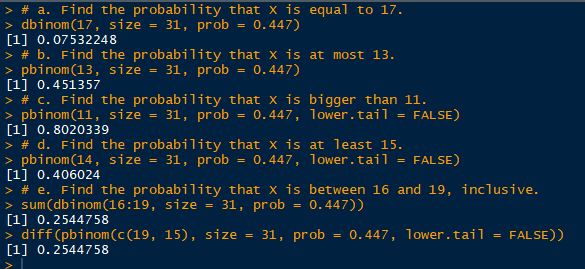 > # a. Find the probability that X is equal to 17.
> dbinom(17, size = 31, prob = 0.447)
[1] 0.07532248
> # b. Find the probability that X is at most 13.
> pbinom(13, size = 31, prob = 0.447)
[1] 0.451357
> # c. Find the probability that X is bigger than 11.
> pbinom(11, size = 31, prob = 0.447, lower.tail = FALSE)
[1] 0.8020339
> # d. Find the probability that X is at least 15.
> pbinom(14, size = 31, prob = 0.447, lower.tail = FALSE)
[1] 0.406024
> # e. Find the probability that X is between 16 and 19, inclusive.
> sum(dbinom(16:19, size = 31, prob = 0.447))
[1] 0.2544758
> diff(pbinom(c(19, 15), size = 31, prob = 0.447, lower.tail = FALSE))
[1] 0.2544758
>